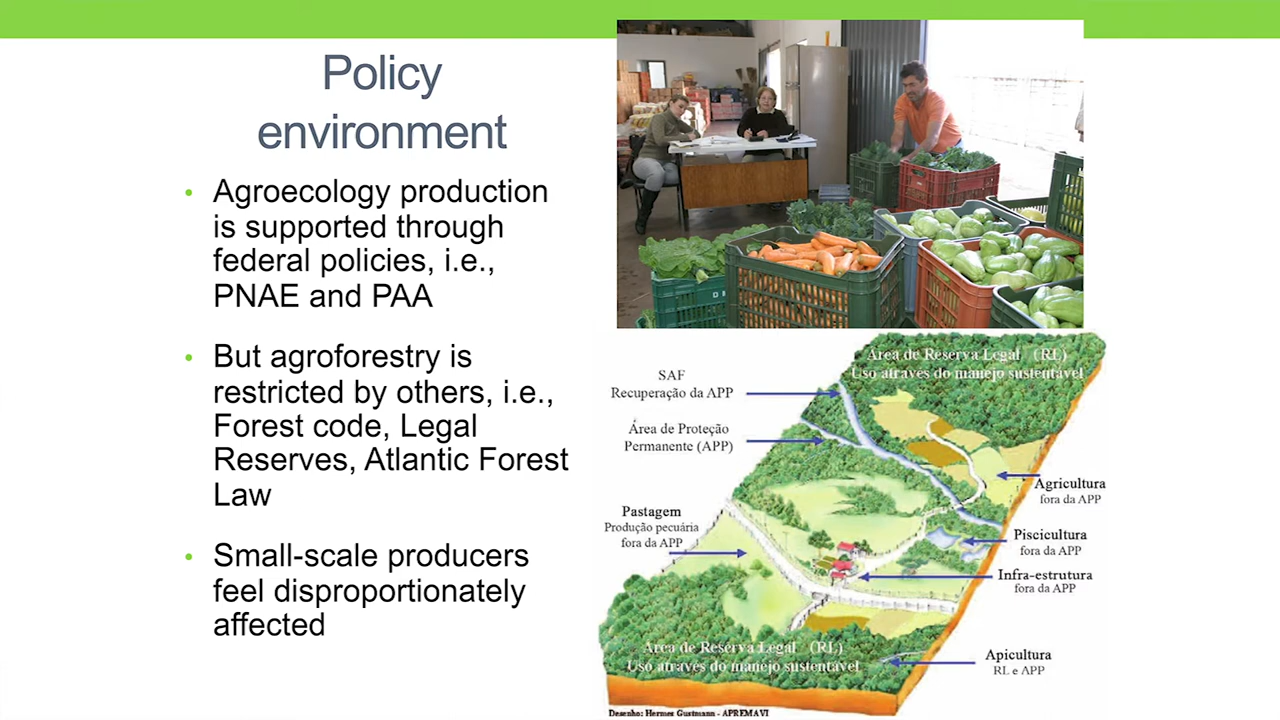 Policy
environment
• Agroecology production
is supported through
federal policies, i.e.,
PNAE and PAA
• But agroforestry is
restricted by others, i.e.,
Forest code, Legal
Reserves, Atlantic Forest
Law
• Small-scale producers
feel disproportionately
affected
Área de Reserva Legal (RL)
Uso através do manejo sustentável
SAF
Recuperação da APP
Área de Proteção
Permanente (APP)
Agricultura
fora da APP
Pastagem
Produção pecuária
fora da APP
Piscicultura
fora da APP
Infra-estrutura
fora da APP
Área de Reserva Legal (RL)
Uso através do manejo sustentável
Apicultura
RL e APP
Desenho: Hermes Gustmann - APREMAVI